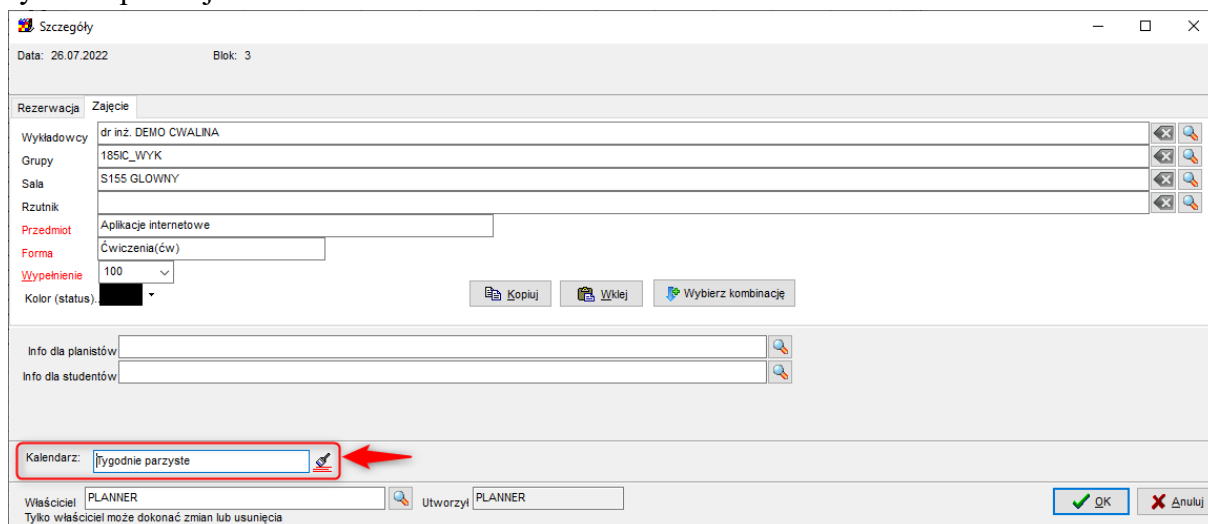 Szczegóły
Data: 26.07.2022 Blok: 3
Rezerwacja Zajęcie
Wykładowcy dr inż. DEMO CWALINA
Grupy 185IC_WYK
Sala S155 GLOWNY
Rzutnik
Przedmiot Aplikacje internetowe
Forma Ćwiczenia(ćw)
Wypełnienie 100
Kolor (status).. Kopiuj Wklej Wybierz kombinację
Info dla planistów
Info dla studentów
Kalendarz: Tygodnie parzyste
Właściciel PLANNER Utworzył PLANNER OK Anuluj
Tylko właściciel może dokonać zmian lub usunięcia